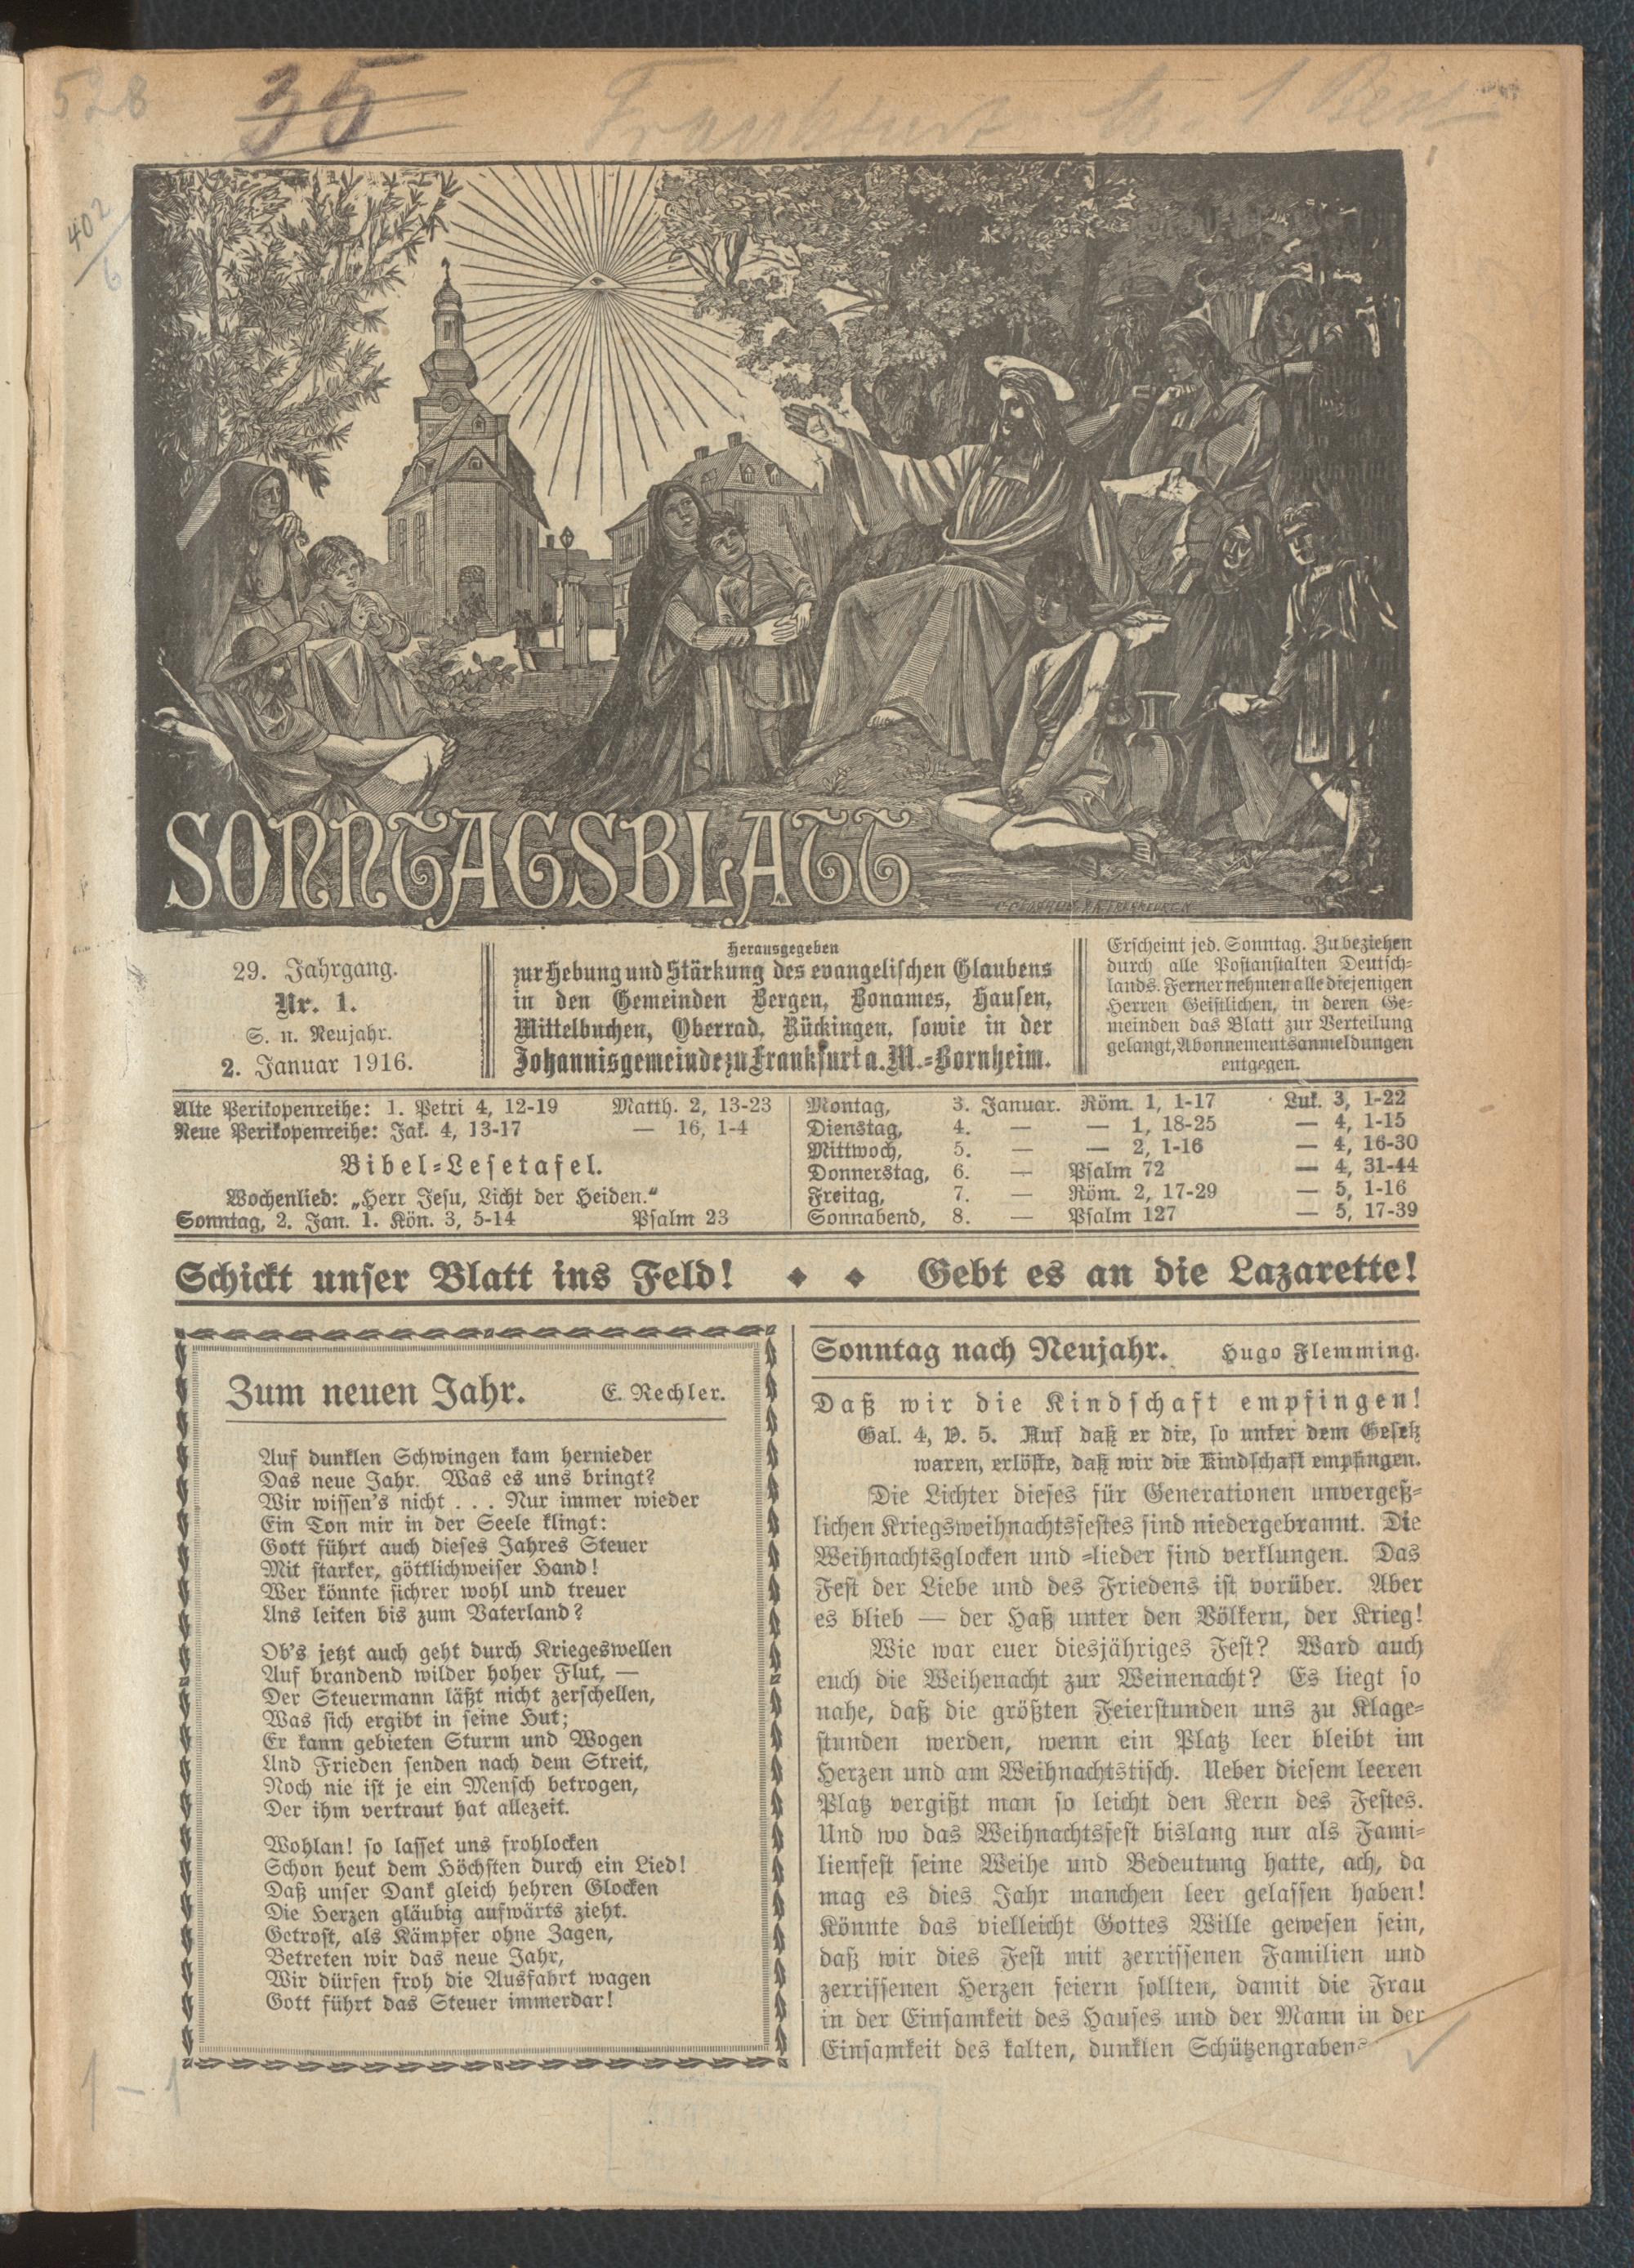 528
35
Frankfurt
402
6
SONNTAGSBLATT
29. Jahrgang.
Nr. 1.
S. n. Neujahr.
2. Januar 1916.
Herausgegeben
zur Hebung und Stärkung des evangelischen Glaubens
in den Gemeinden Bergen, Bonames, Hausen,
Mittelbuchen, Oberrad, Rückingen, sowie in der
Johannisgemeinde zu Frankfurt a. M.-Bornheim.
Erscheint jed. Sonntag. Zu beziehen
durch alle Postanstalten Deutsch-
lands. Ferner nehmen alle diejenigen
Herren Geistlichen, in deren Ge-
meinden das Blatt zur Verteilung
gelangt, Abonnementsanmeldungen
entgegen.
Alte Perikopenreihe: 1. Petri 4, 12-19 Matth. 2, 13-23
Neue Perikopenreihe: Jak. 4, 13-17 — 16, 1-4
Bibel-Lesetafel.
Wochenlied: „Herr Jesu, Licht der Heiden.“
Sonntag, 2. Jan. 1. Kön. 3, 5-14 Psalm 23
Montag, 3. Januar. Röm. 1, 1-17 Luk. 3, 1-22
Dienstag, 4. — — 1, 18-25 — 4, 1-15
Mittwoch, 5. — — 2, 1-16 — 4, 16-30
Donnerstag, 6. — Psalm 72 — 4, 31-44
Freitag, 7. — Röm. 2, 17-29 — 5, 1-16
Sonnabend, 8. — Psalm 127 — 5, 17-39
Schickt unser Blatt ins Feld! ◆ ◆ Gebt es an die Lazarette!
Zum neuen Jahr. E. Rechler.
Auf dunklen Schwingen kam hernieder
Das neue Jahr. Was es uns bringt?
Wir wissen's nicht . . . Nur immer wieder
Ein Ton mir in der Seele klingt:
Gott führt auch dieses Jahres Steuer
Mit starker, göttlichweiser Hand!
Wer könnte sichrer wohl und treuer
Uns leiten bis zum Vaterland?
Ob's jetzt auch geht durch Kriegeswellen
Auf brandend wilder hoher Flut, —
Der Steuermann läßt nicht zerschellen,
Was sich ergibt in seine Hut;
Er kann gebieten Sturm und Wogen
Und Frieden senden nach dem Streit,
Noch nie ist je ein Mensch betrogen,
Der ihm vertraut hat allezeit.
Wohlan! so lasset uns frohlocken
Schon heut dem Höchsten durch ein Lied!
Daß unser Dank gleich hehren Glocken
Die Herzen gläubig aufwärts zieht.
Getrost, als Kämpfer ohne Zagen,
Betreten wir das neue Jahr,
Wir dürfen froh die Ausfahrt wagen
Gott führt das Steuer immerdar!
Sonntag nach Neujahr. Hugo Flemming.
Daß wir die Kindschaft empfingen!
Gal. 4, V. 5. Auf daß er die, so unter dem Gesetz
waren, erlöste, daß wir die Kindschaft empfingen.
Die Lichter dieses für Generationen unvergeß-
lichen Kriegsweihnachtsfestes sind niedergebrannt. Die
Weihnachtsglocken und -lieder sind verklungen. Das
Fest der Liebe und des Friedens ist vorüber. Aber
es blieb — der Haß unter den Völkern, der Krieg!
Wie war euer diesjähriges Fest? Ward auch
euch die Weihenacht zur Weinenacht? Es liegt so
nahe, daß die größten Feierstunden uns zu Klage-
stunden werden, wenn ein Platz leer bleibt im
Herzen und am Weihnachtstisch. Ueber diesem leeren
Platz vergißt man so leicht den Kern des Festes.
Und wo das Weihnachtsfest bislang nur als Fami-
lienfest seine Weihe und Bedeutung hatte, ach, da
mag es dies Jahr manchen leer gelassen haben!
Könnte das vielleicht Gottes Wille gewesen sein,
daß wir dies Fest mit zerrissenen Familien und
zerrissenen Herzen feiern sollten, damit die Frau
in der Einsamkeit des Hauses und der Mann in der
Einsamkeit des kalten, dunklen Schützengrabens
1 - 1